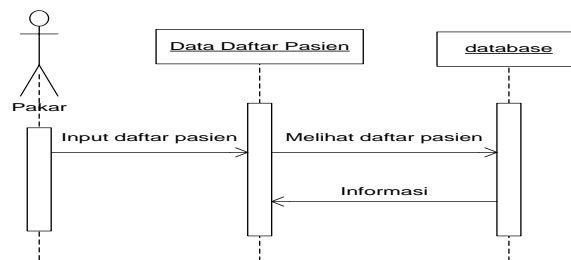 Data Daftar Pasien
database
Pakar
Input daftar pasien
Melihat daftar pasien
Informasi